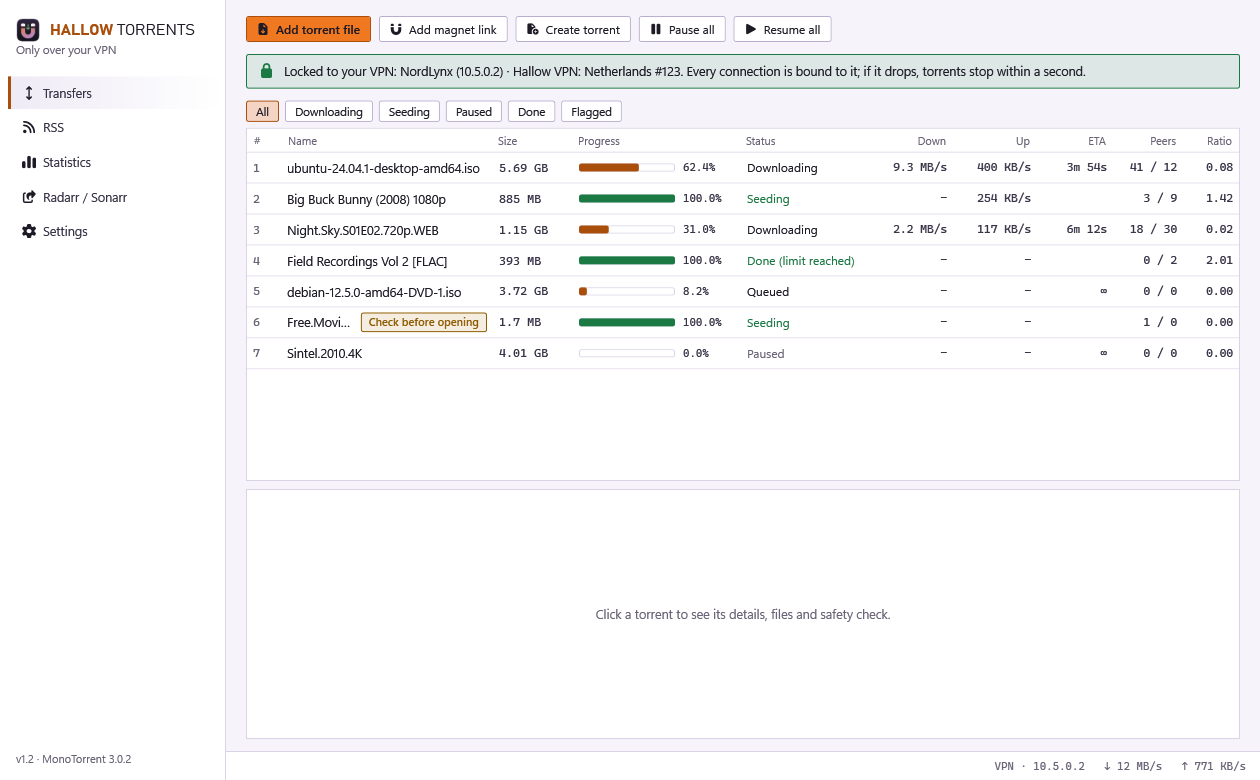 HALLOW TORRENTS
Only over your VPN
Transfers
RSS
Statistics
Radarr / Sonarr
Settings
v1.2 · MonoTorrent 3.0.2
Add torrent file Add magnet link Create torrent Pause all Resume all
Locked to your VPN: NordLynx (10.5.0.2) · Hallow VPN: Netherlands #123. Every connection is bound to it; if it drops, torrents stop within a second.
All Downloading Seeding Paused Done Flagged
# Name Size Progress Status Down Up ETA Peers Ratio
1 ubuntu-24.04.1-desktop-amd64.iso 5.69 GB 62.4% Downloading 9.3 MB/s 400 KB/s 3m 54s 41 / 12 0.08
2 Big Buck Bunny (2008) 1080p 885 MB 100.0% Seeding – 254 KB/s 3 / 9 1.42
3 Night.Sky.S01E02.720p.WEB 1.15 GB 31.0% Downloading 2.2 MB/s 117 KB/s 6m 12s 18 / 30 0.02
4 Field Recordings Vol 2 [FLAC] 393 MB 100.0% Done (limit reached) – – 0 / 2 2.01
5 debian-12.5.0-amd64-DVD-1.iso 3.72 GB 8.2% Queued – – ∞ 0 / 0 0.00
6 Free.Movi... Check before opening 1.7 MB 100.0% Seeding – – 1 / 0 0.00
7 Sintel.2010.4K 4.01 GB 0.0% Paused – – ∞ 0 / 0 0.00
Click a torrent to see its details, files and safety check.
VPN · 10.5.0.2 ↓ 12 MB/s ↑ 771 KB/s